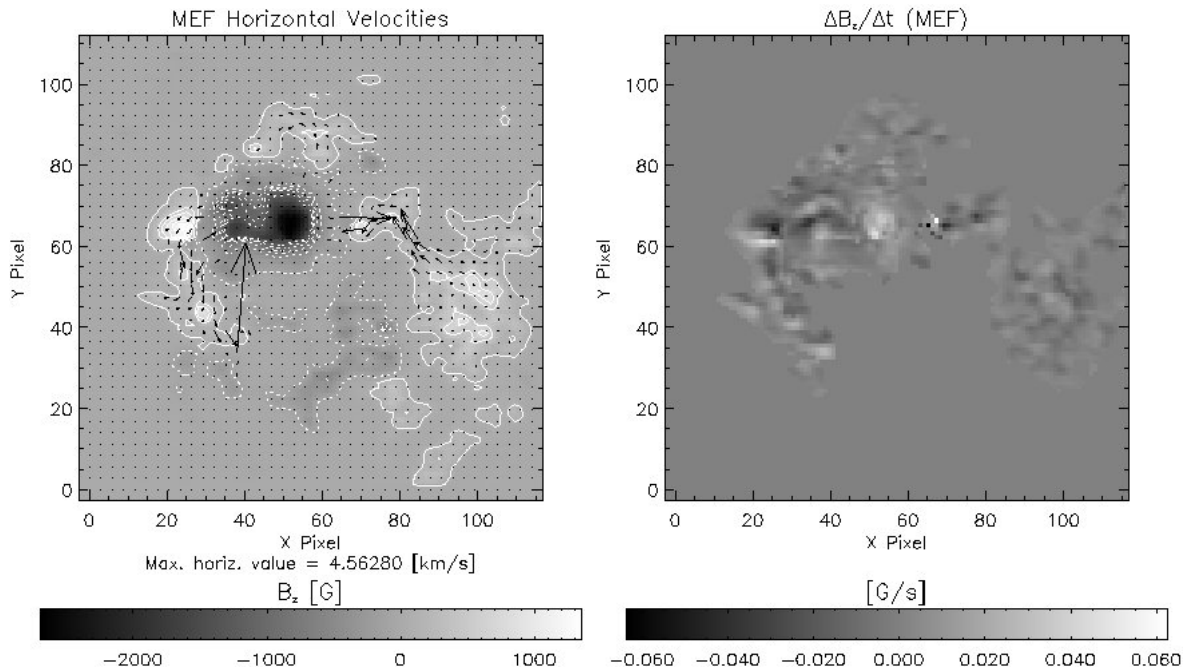 MEF Horizontal Velocities
100
80
60
40
20
0
Y Pixel
0 20 40 60 80 100
X Pixel
Max. horiz. value = 4.56280 [km/s]
B_z [G]
-2000 -1000 0 1000
ΔB_z/Δt (MEF)
100
80
60
40
20
0
Y Pixel
0 20 40 60 80 100
X Pixel
[G/s]
-0.060 -0.040 -0.020 0.000 0.020 0.040 0.060